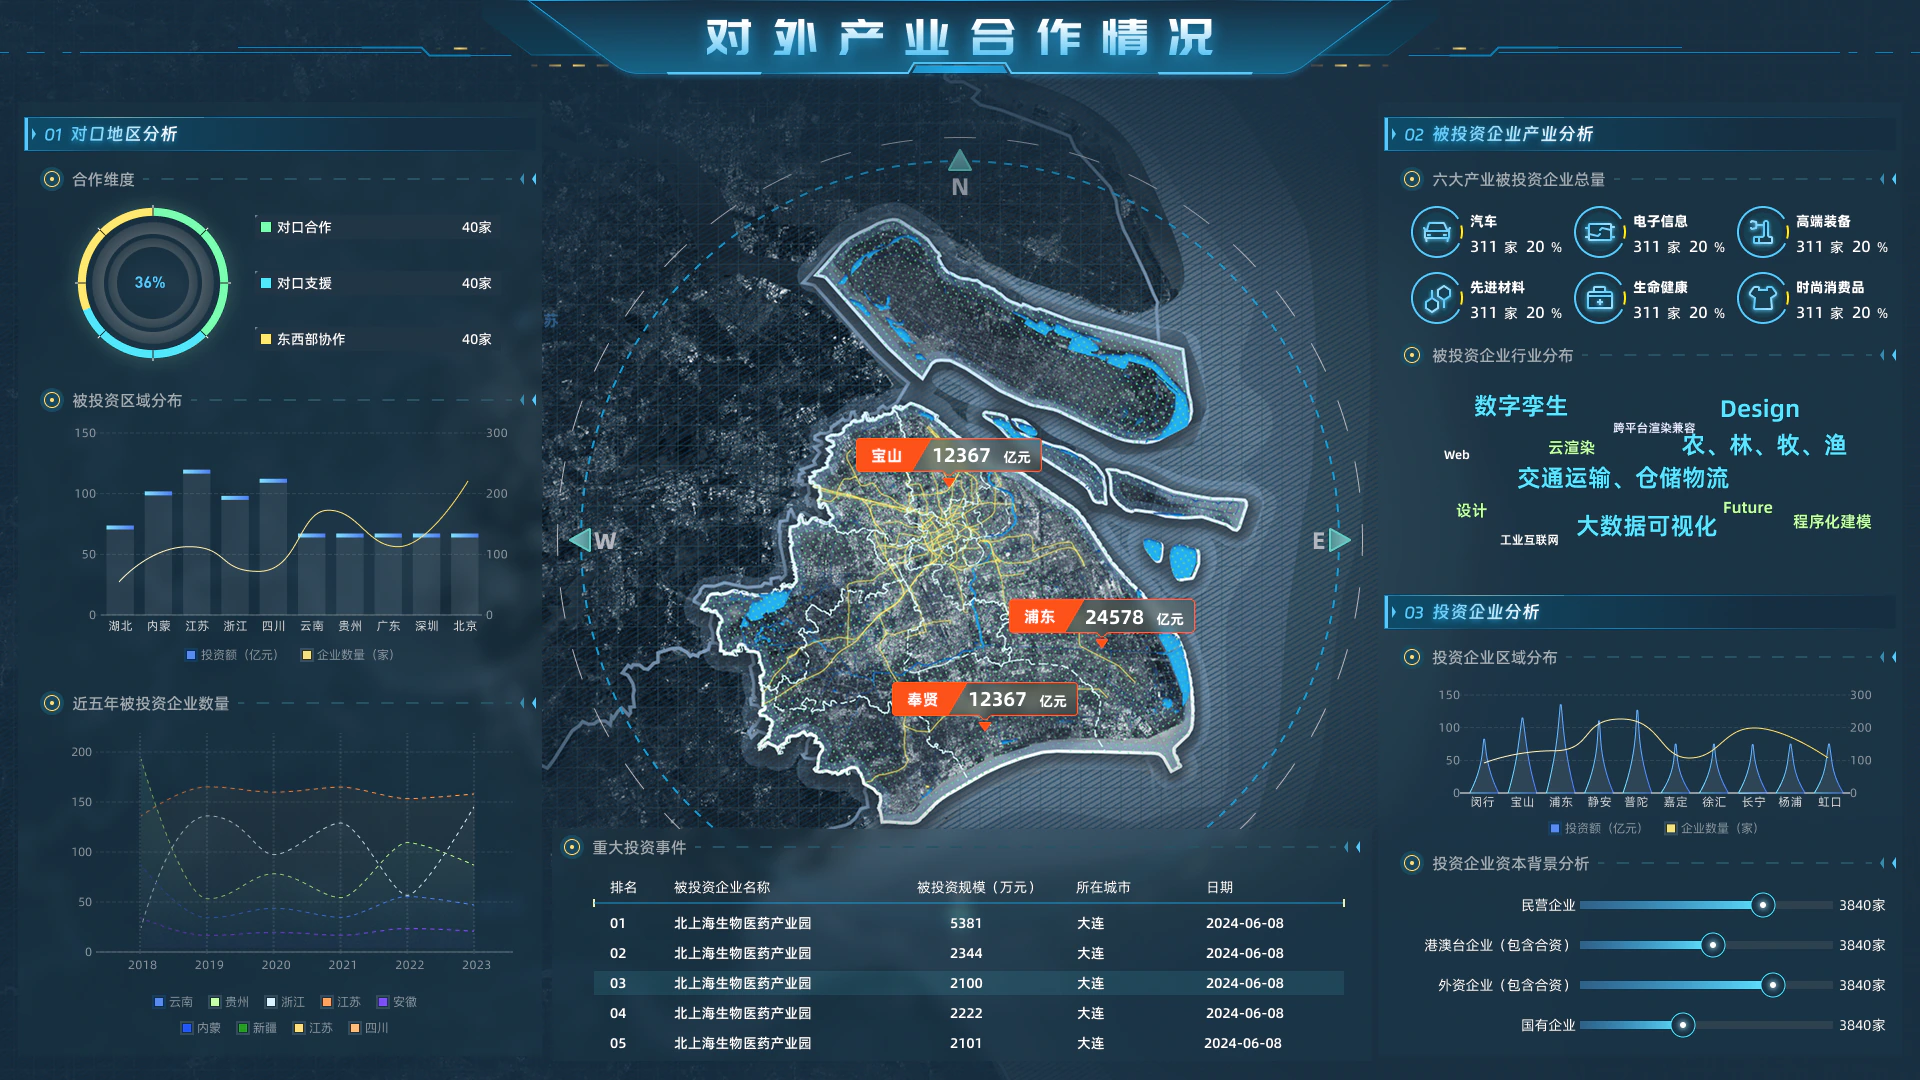 对外产业合作情况
01 对口地区分析
合作维度
36%
对口合作 40家
对口支援 40家
东西部协作 40家
被投资区域分布
150 300
100 200
50 100
0 0
湖北 内蒙 江苏 浙江 四川 云南 贵州 广东 深圳 北京
投资额（亿元） 企业数量（家）
近五年被投资企业数量
200
150
100
50
0
2018 2019 2020 2021 2022 2023
云南 贵州 浙江 江苏 安徽
内蒙 新疆 江苏 四川
N
W
E
苏
宝山 12367 亿元
浦东 24578 亿元
奉贤 12367 亿元
重大投资事件
排名 被投资企业名称 被投资规模（万元） 所在城市 日期
01 北上海生物医药产业园 5381 大连 2024-06-08
02 北上海生物医药产业园 2344 大连 2024-06-08
03 北上海生物医药产业园 2100 大连 2024-06-08
04 北上海生物医药产业园 2222 大连 2024-06-08
05 北上海生物医药产业园 2101 大连 2024-06-08
02 被投资企业产业分析
六大产业被投资企业总量
汽车 电子信息 高端装备
311 家 20 % 311 家 20 % 311 家 20 %
先进材料 生命健康 时尚消费品
311 家 20 % 311 家 20 % 311 家 20 %
被投资企业行业分布
数字孪生
Design
跨平台渲染兼容
农、林、牧、渔
云渲染
Web
交通运输、仓储物流
设计
Future
大数据可视化
程序化建模
工业互联网
03 投资企业分析
投资企业区域分布
150 300
100 200
50 100
0 0
闵行 宝山 浦东 静安 普陀 嘉定 徐汇 长宁 杨浦 虹口
投资额（亿元） 企业数量（家）
投资企业资本背景分析
民营企业 3840家
港澳台企业（包含合资） 3840家
外资企业（包含合资） 3840家
国有企业 3840家